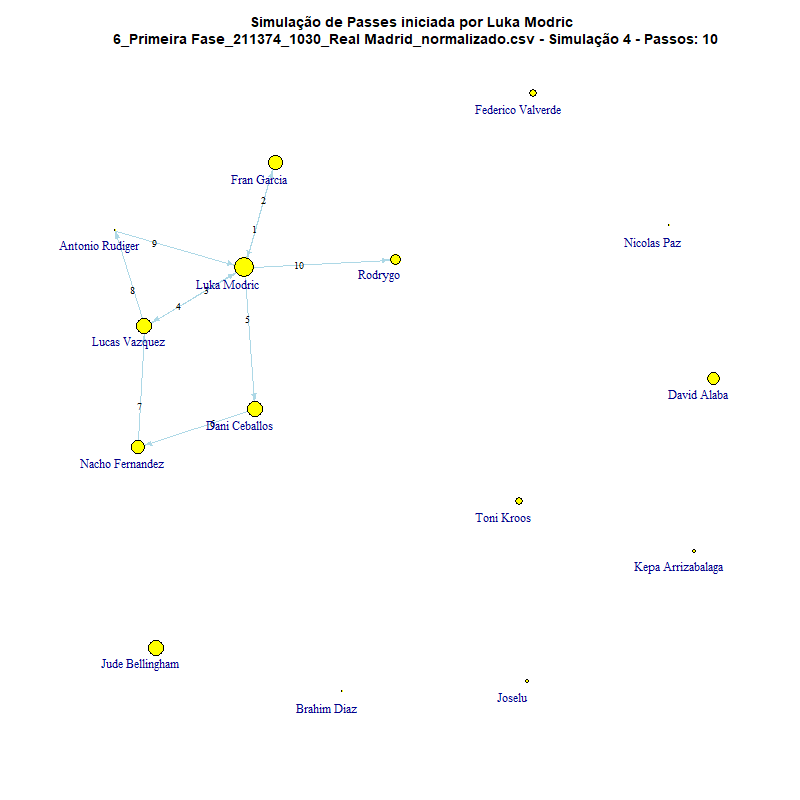 Simulação de Passes iniciada por Luka Modric
6_Primeira Fase_211374_1030_Real Madrid_normalizado.csv - Simulação 4 - Passos: 10
Federico Valverde
Fran Garcia
2
1
Antonio Rudiger
9
Nicolas Paz
10
Rodrygo
Luka Modric
8
3
4
5
Lucas Vazquez
David Alaba
7
6
Dani Ceballos
Nacho Fernandez
Toni Kroos
Kepa Arrizabalaga
Jude Bellingham
Joselu
Brahim Diaz